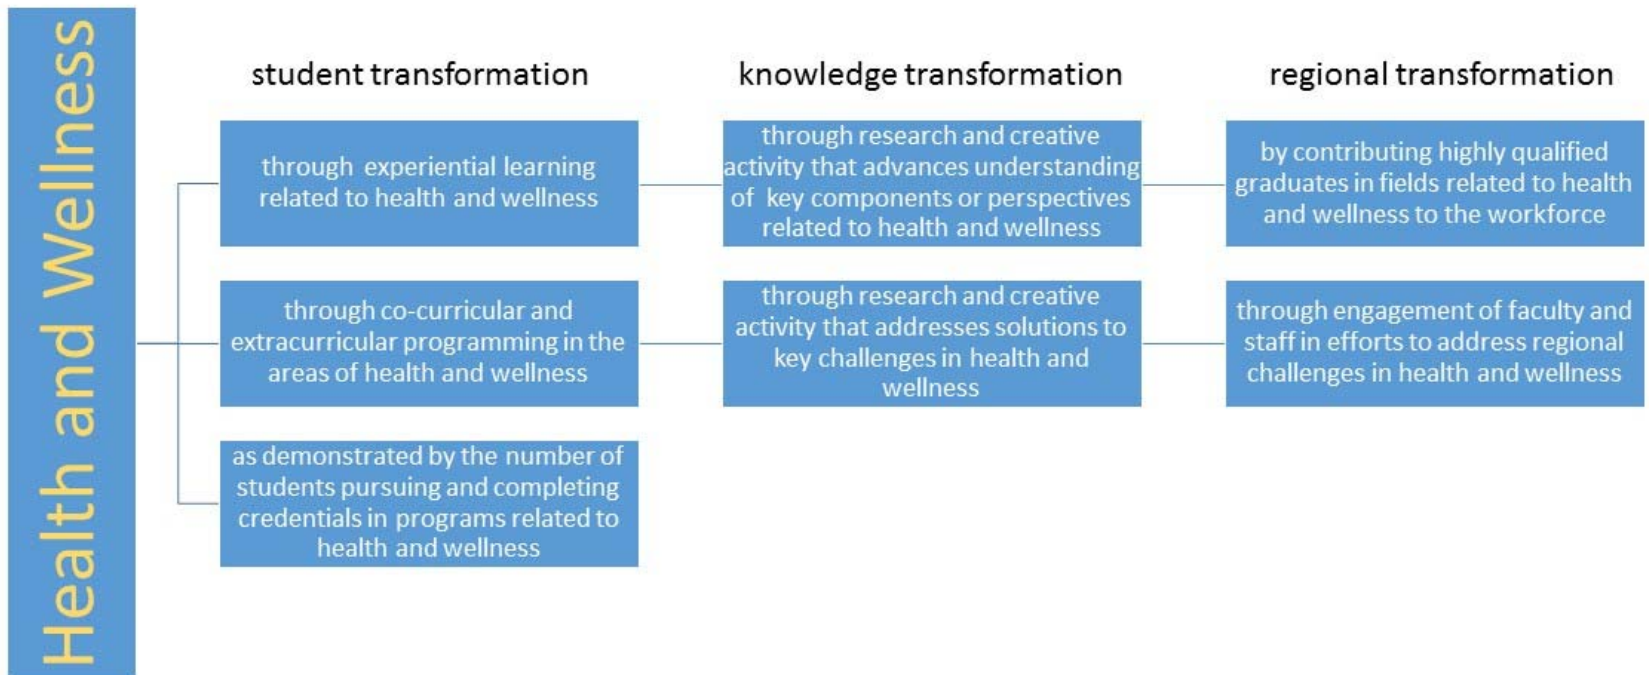 Health and Wellness
student transformation
through experiential learning
related to health and wellness
through co-curricular and
extracurricular programming in the
areas of health and wellness
as demonstrated by the number of
students pursuing and completing
credentials in programs related to
health and wellness
knowledge transformation
through research and creative
activity that advances understanding
of key components or perspectives
related to health and wellness
through research and creative
activity that addresses solutions to
key challenges in health and
wellness
regional transformation
by contributing highly qualified
graduates in fields related to health
and wellness to the workforce
through engagement of faculty and
staff in efforts to address regional
challenges in health and wellness